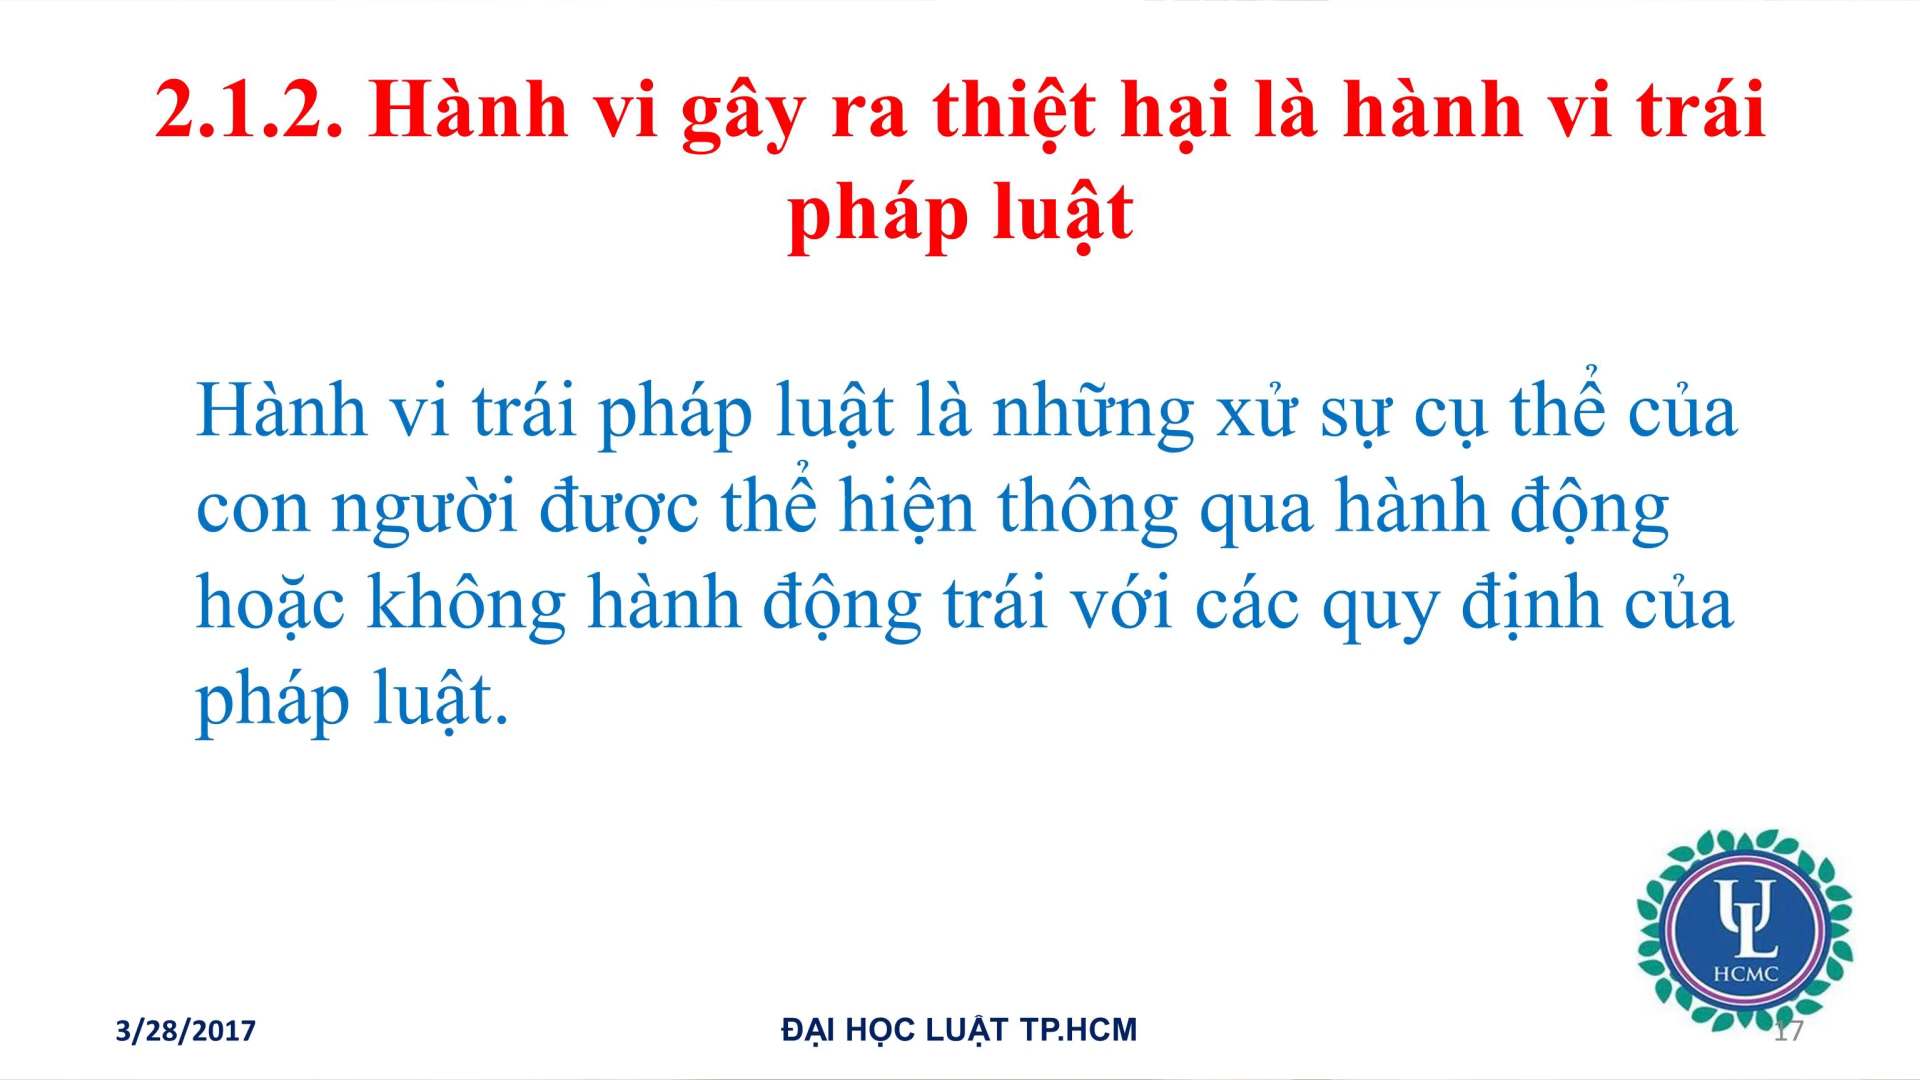 2.1.2. Hành vi gây ra thiệt hại là hành vi trái
pháp luật
Hành vi trái pháp luật là những xử sự cụ thể của
con người được thể hiện thông qua hành động
hoặc không hành động trái với các quy định của
pháp luật.
UL
HCMC
3/28/2017
ĐẠI HỌC LUẬT TP.HCM
17